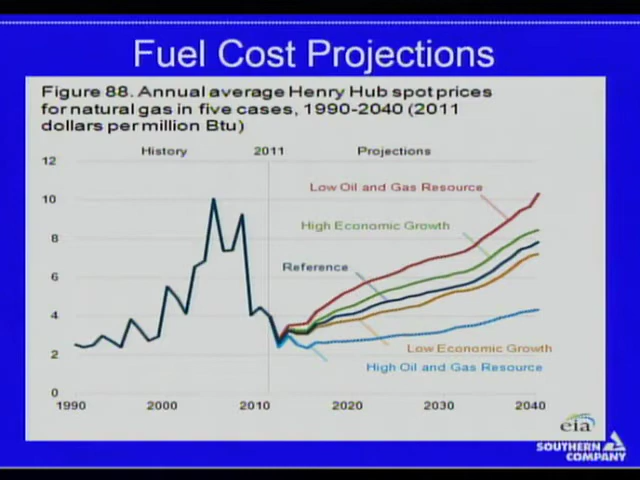 Fuel Cost Projections
Figure 88. Annual average Henry Hub spot prices
for natural gas in five cases, 1990-2040 (2011
dollars per million Btu)
History 2011 Projections
12
10
8
6
4
2
0
Low Oil and Gas Resource
High Economic Growth
Reference
Low Economic Growth
High Oil and Gas Resource
1990 2000 2010 2020 2030 2040
eia
SOUTHERN
COMPANY